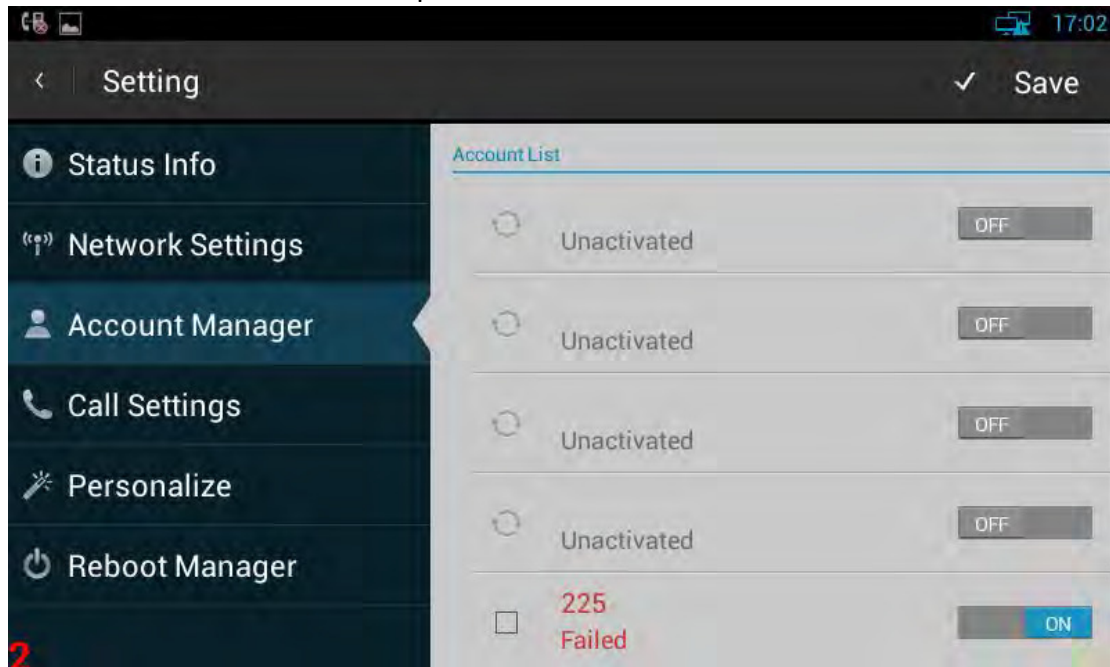 17:02
Setting
Save
Status Info
Network Settings
Account Manager
Call Settings
Personalize
Reboot Manager
2
Account List
Unactivated
OFF
Unactivated
OFF
Unactivated
OFF
Unactivated
OFF
225
Failed
ON